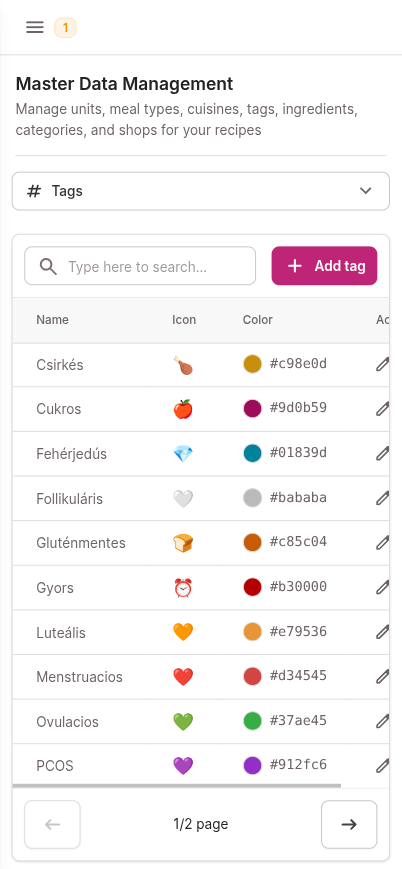 1
Master Data Management
Manage units, meal types, cuisines, tags, ingredients,
categories, and shops for your recipes
# Tags
Type here to search...
+ Add tag
Name Icon Color Ac
Csirkés #c98e0d
Cukros #9d0b59
Fehérjedús #01839d
Follikuláris #bababa
Gluténmentes #c85c04
Gyors #b30000
Luteális #e79536
Menstruacios #d34545
Ovulacios #37ae45
PCOS #912fc6
1/2 page